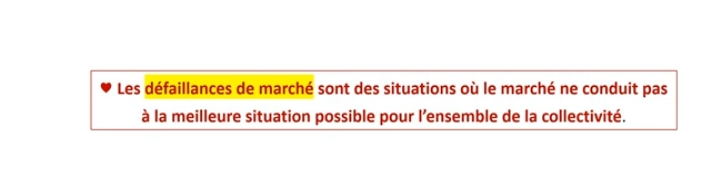 ♥ Les défaillances de marché sont des situations où le marché ne conduit pas
à la meilleure situation possible pour l’ensemble de la collectivité.